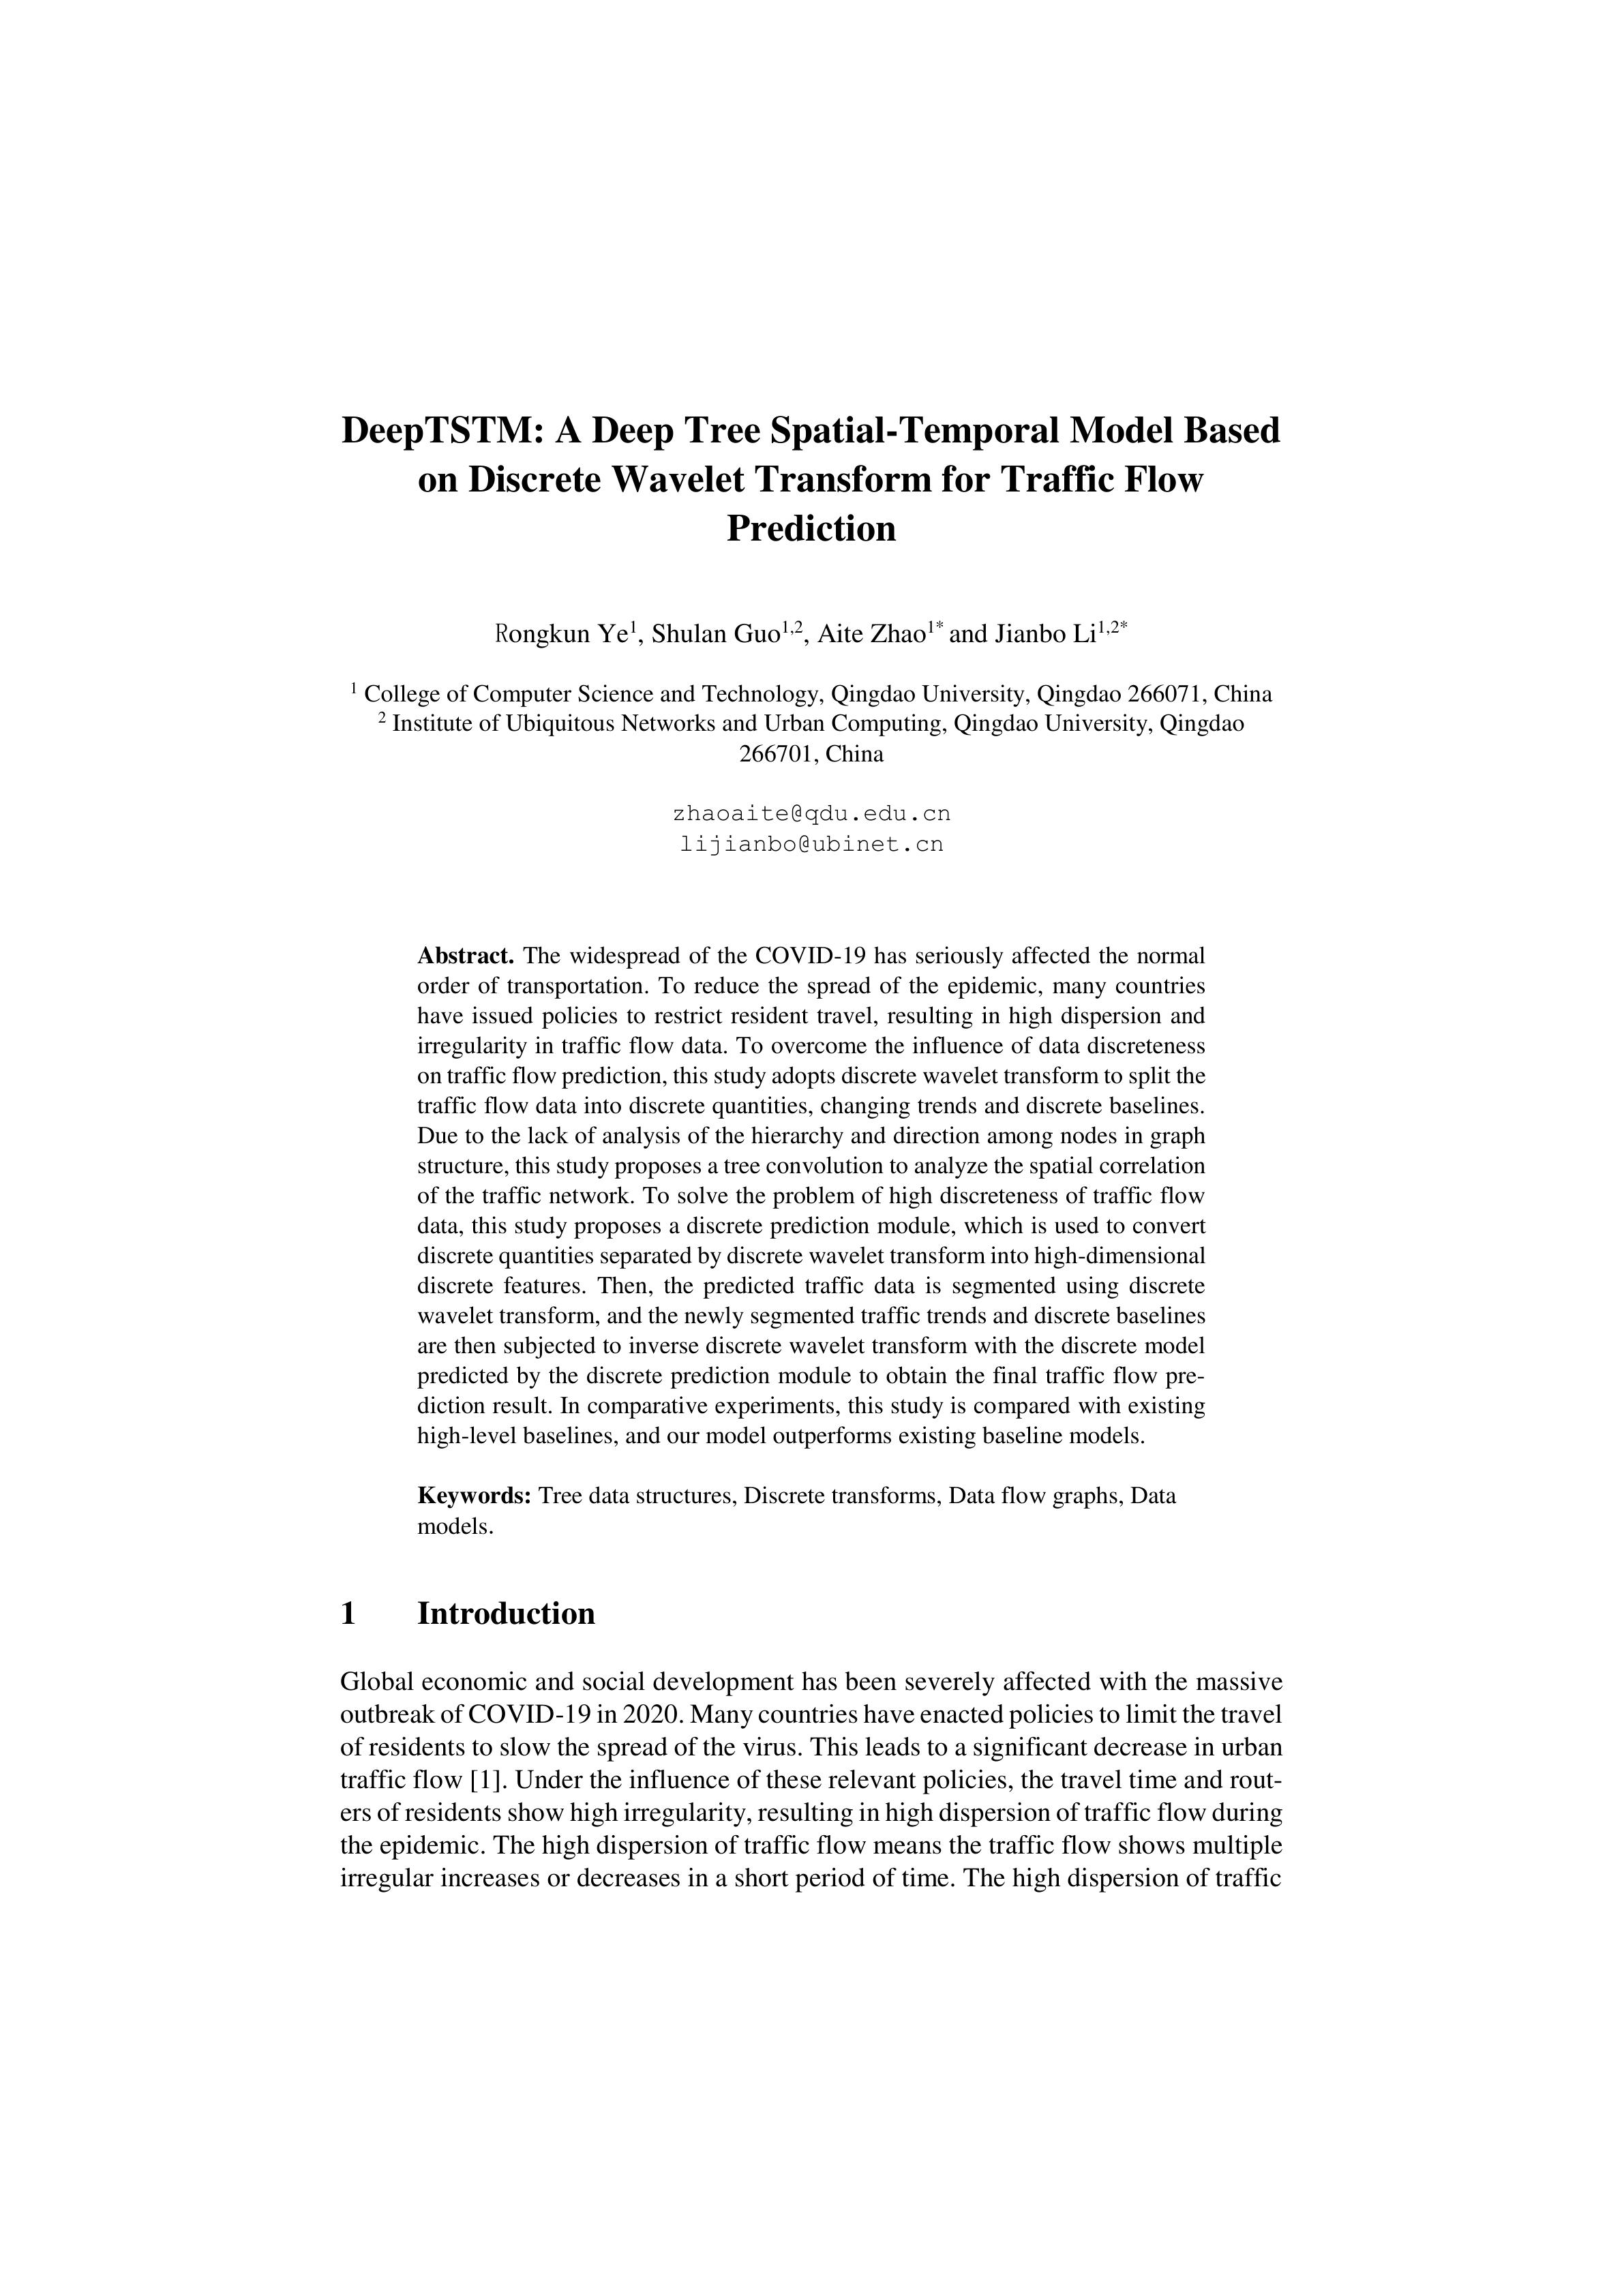 DeepTSTM: A Deep Tree Spatial-Temporal Model Based
on Discrete Wavelet Transform for Traffic Flow
Prediction
Rongkun Ye1, Shulan Guo1,2, Aite Zhao1* and Jianbo Li1,2*
1 College of Computer Science and Technology, Qingdao University, Qingdao 266071, China
2 Institute of Ubiquitous Networks and Urban Computing, Qingdao University, Qingdao
266701, China
zhaoaite@qdu.edu.cn
lijianbo@ubinet.cn
Abstract. The widespread of the COVID-19 has seriously affected the normal
order of transportation. To reduce the spread of the epidemic, many countries
have issued policies to restrict resident travel, resulting in high dispersion and
irregularity in traffic flow data. To overcome the influence of data discreteness
on traffic flow prediction, this study adopts discrete wavelet transform to split the
traffic flow data into discrete quantities, changing trends and discrete baselines.
Due to the lack of analysis of the hierarchy and direction among nodes in graph
structure, this study proposes a tree convolution to analyze the spatial correlation
of the traffic network. To solve the problem of high discreteness of traffic flow
data, this study proposes a discrete prediction module, which is used to convert
discrete quantities separated by discrete wavelet transform into high-dimensional
discrete features. Then, the predicted traffic data is segmented using discrete
wavelet transform, and the newly segmented traffic trends and discrete baselines
are then subjected to inverse discrete wavelet transform with the discrete model
predicted by the discrete prediction module to obtain the final traffic flow pre-
diction result. In comparative experiments, this study is compared with existing
high-level baselines, and our model outperforms existing baseline models.
Keywords: Tree data structures, Discrete transforms, Data flow graphs, Data
models.
1 Introduction
Global economic and social development has been severely affected with the massive
outbreak of COVID-19 in 2020. Many countries have enacted policies to limit the travel
of residents to slow the spread of the virus. This leads to a significant decrease in urban
traffic flow [1]. Under the influence of these relevant policies, the travel time and rout-
ers of residents show high irregularity, resulting in high dispersion of traffic flow during
the epidemic. The high dispersion of traffic flow means the traffic flow shows multiple
irregular increases or decreases in a short period of time. The high dispersion of traffic